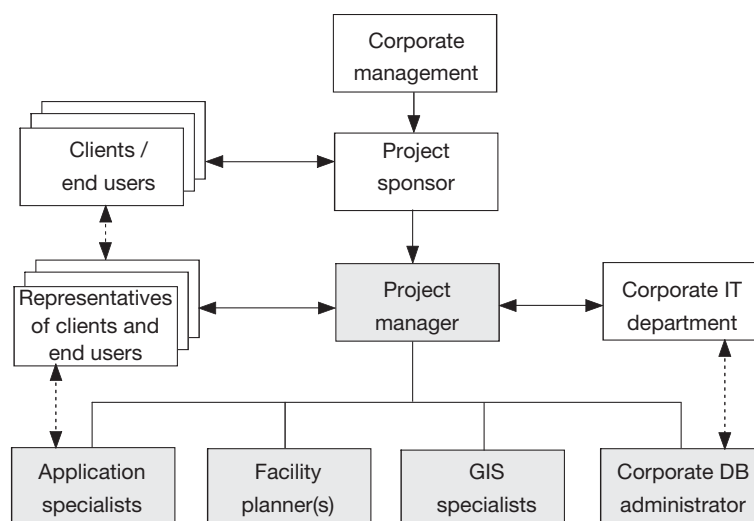 Corporate
management
Clients /
end users
Project
sponsor
Representatives
of clients and
end users
Project
manager
Corporate IT
department
Application
specialists
Facility
planner(s)
GIS
specialists
Corporate DB
administrator